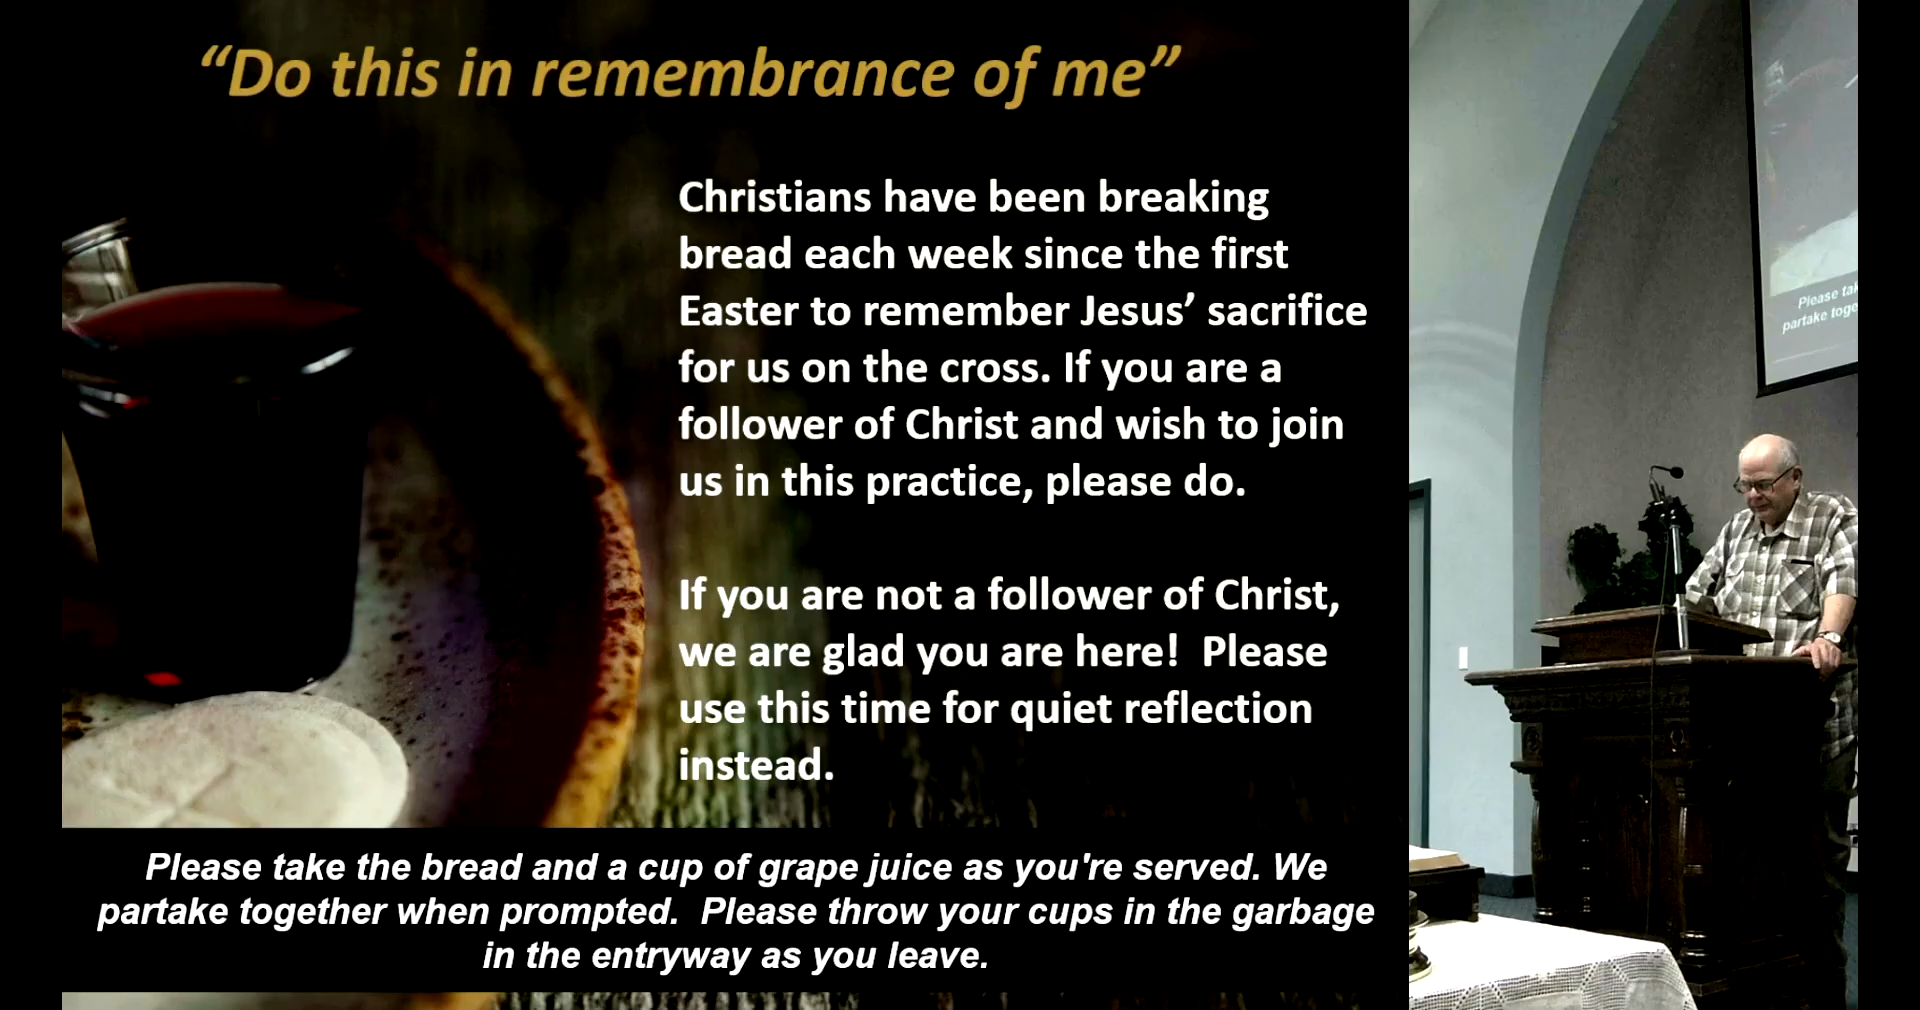 “Do this in remembrance of me”
Christians have been breaking
bread each week since the first
Easter to remember Jesus’ sacrifice
for us on the cross. If you are a
follower of Christ and wish to join
us in this practice, please do.
If you are not a follower of Christ,
we are glad you are here!  Please
use this time for quiet reflection
instead.
Please take the bread and a cup of grape juice as you're served. We
partake together when prompted.  Please throw your cups in the garbage
in the entryway as you leave.
Please
partake